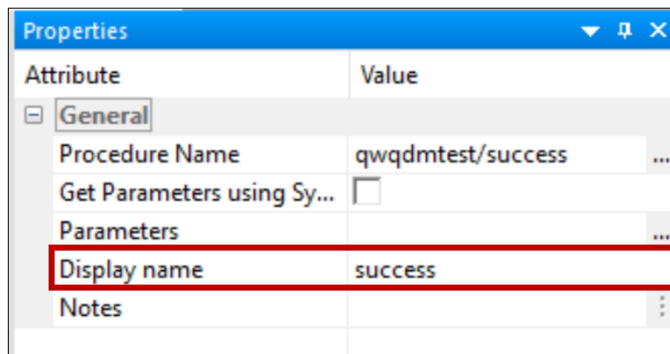 Properties
Attribute Value
General
Procedure Name qwqdmtest/success ...
Get Parameters using Sy...
Parameters ...
Display name success
Notes